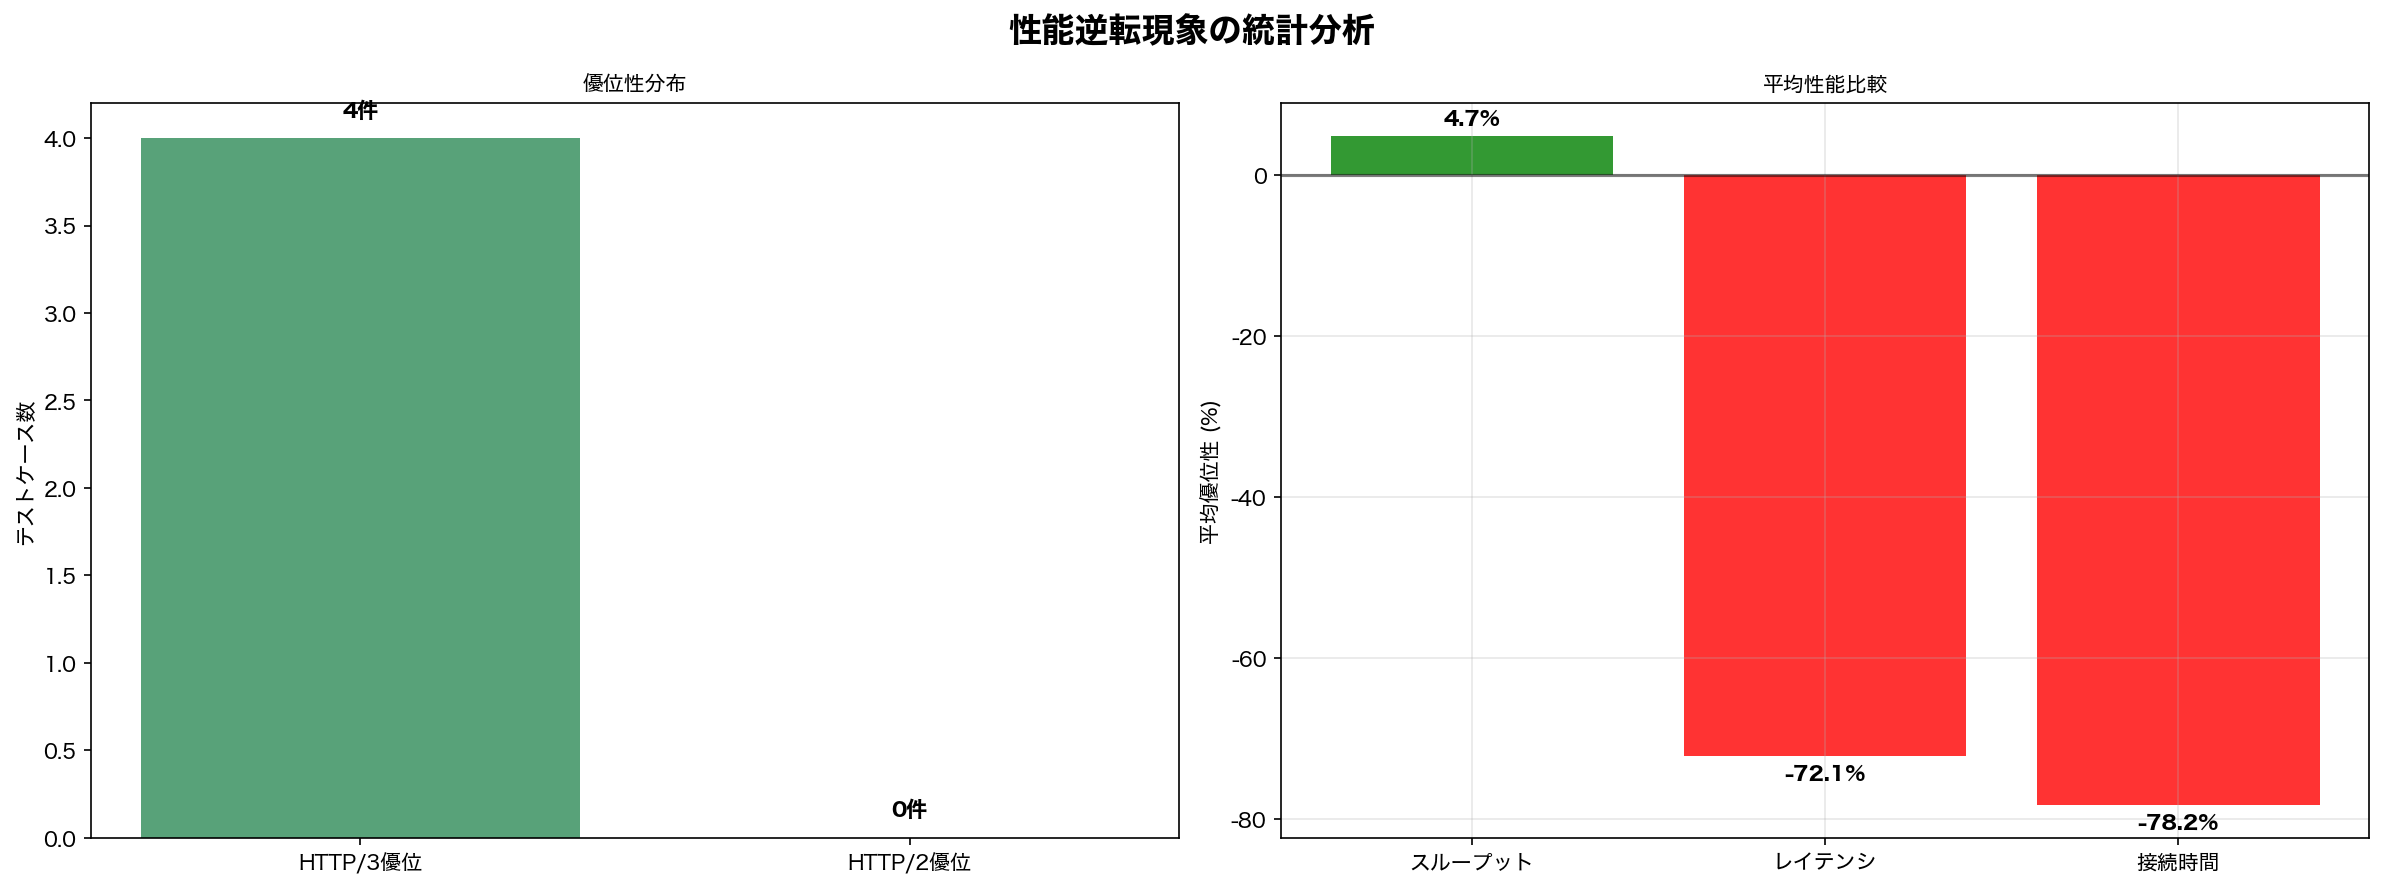 性能逆転現象の統計分析
優位性分布
4件
4.0
3.5
3.0
2.5
2.0
1.5
1.0
0.5
0.0
テストケース数
0件
HTTP/3優位
HTTP/2優位
平均性能比較
4.7%
0
-20
-40
-60
-80
平均優位性 (%)
-72.1%
-78.2%
スループット
レイテンシ
接続時間